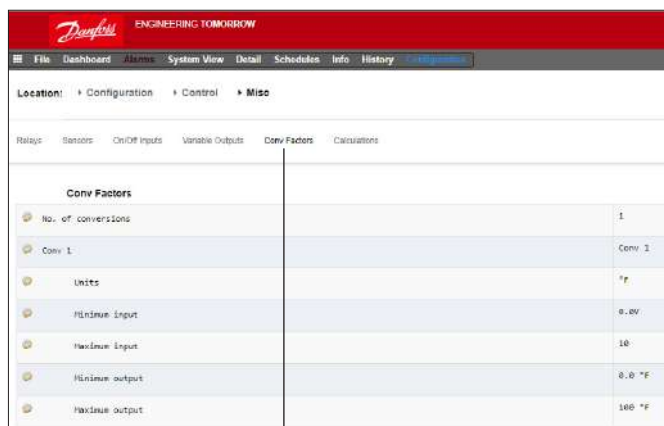 Danfoss ENGINEERING TOMORROW
File Dashboard Alarms System View Detail Schedules Info History Configuration
Location: Configuration Control Misc
Relays Sensors On/Off Inputs Variable Outputs Conv Factors Calculations
Conv Factors
No. of conversions 1
Conv 1 Conv 1
Units °F
Minimum input 0.0V
Maximum input 10
Minimum output 0.0 °F
Maximum output 100 °F